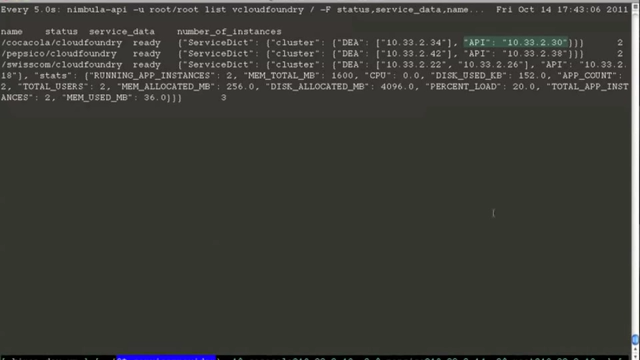 Every 5.0s: nimbula-api -u root/root list vcloudfoundry / -F status,service_data,name... Fri Oct 14 17:43:06 2011
name status service_data number_of_instances
/cocacola/cloudfoundry ready {"ServiceDict": {"cluster": {"DEA": ["10.33.2.34"], "API": "10.33.2.30"}}} 2
/pepsico/cloudfoundry ready {"ServiceDict": {"cluster": {"DEA": ["10.33.2.42"], "API": "10.33.2.38"}}} 2
/swisscom/cloudfoundry ready {"ServiceDict": {"cluster": {"DEA": ["10.33.2.22", "10.33.2.26"], "API": "10.33.2.
18"}, "stats": {"RUNNING_APP_INSTANCES": 2, "MEM_TOTAL_MB": 1600, "CPU": 0.0, "DISK_USED_KB": 152.0, "APP_COUNT":
2, "TOTAL_USERS": 2, "MEM_ALLOCATED_MB": 256.0, "DISK_ALLOCATED_MB": 4096.0, "PERCENT_LOAD": 20.0, "TOTAL_APP_INST
ANCES": 2, "MEM_USED_MB": 36.0}}} 3